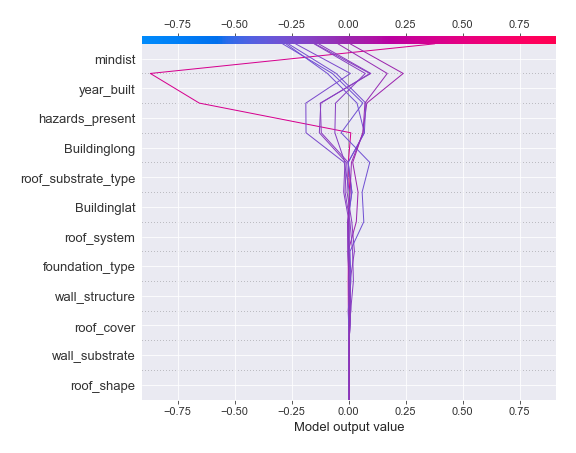 −0.75 −0.50 −0.25 0.00 0.25 0.50 0.75
mindist
year_built
hazards_present
Buildinglong
roof_substrate_type
Buildinglat
roof_system
foundation_type
wall_structure
roof_cover
wall_substrate
roof_shape
−0.75 −0.50 −0.25 0.00 0.25 0.50 0.75
Model output value